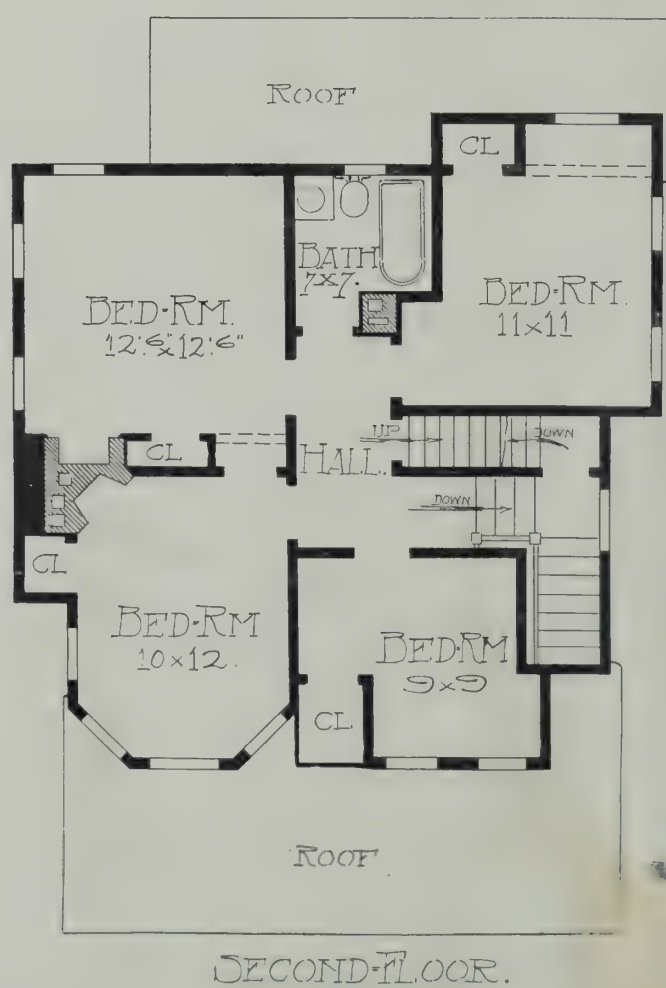 ROOF
CL
BATH
7x7.
BED-RM.
12'6"x12'6"
BED-RM.
11x11
UP
DOWN
CL
HALL.
DOWN
CL
BED-RM
10x12.
BED-RM
9x9
CL
ROOF
SECOND-FLOOR.